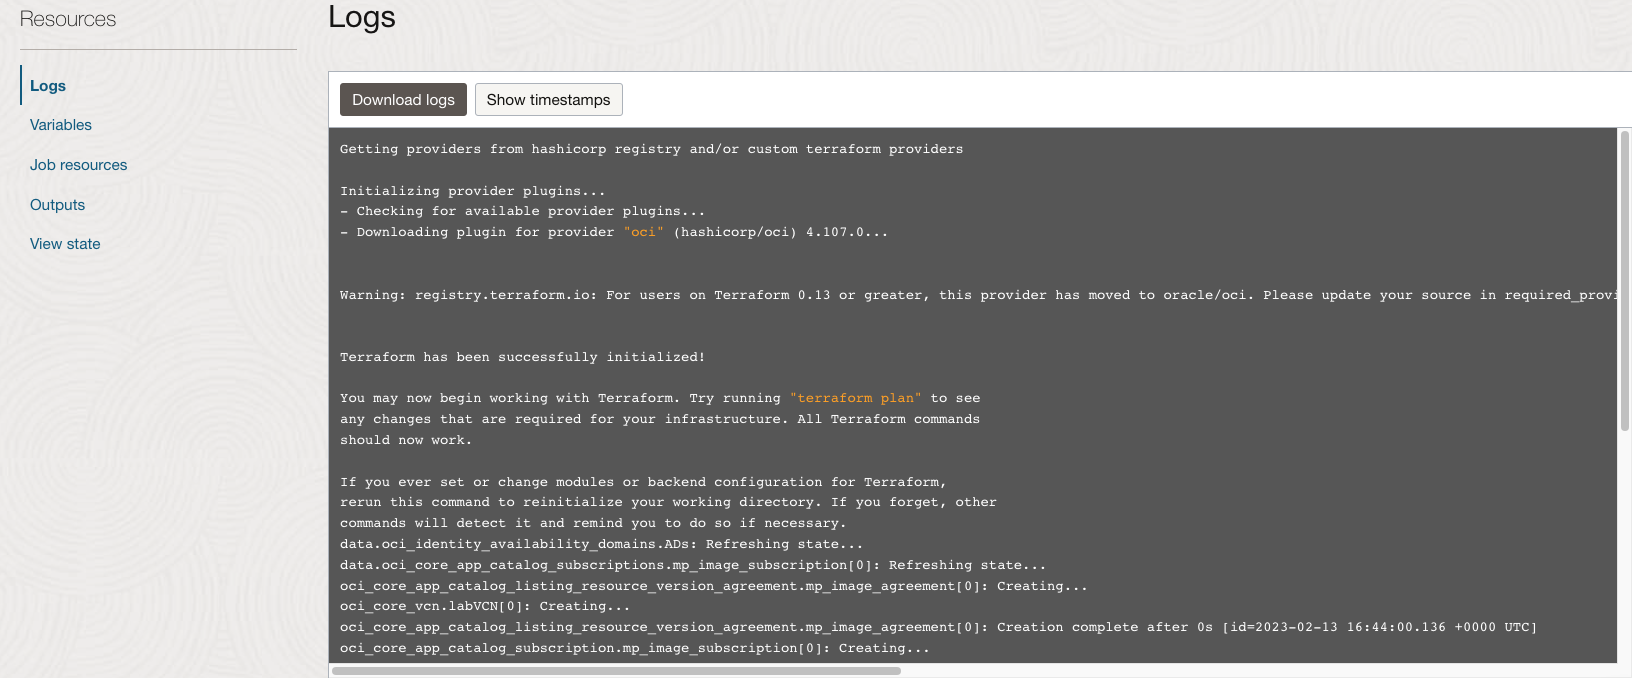 Resources
Logs
Variables
Job resources
Outputs
View state
Logs
Download logs
Show timestamps
Getting providers from hashicorp registry and/or custom terraform providers
Initializing provider plugins...
- Checking for available provider plugins...
- Downloading plugin for provider "oci" (hashicorp/oci) 4.107.0...
Warning: registry.terraform.io: For users on Terraform 0.13 or greater, this provider has moved to oracle/oci. Please update your source in required_provi
Terraform has been successfully initialized!
You may now begin working with Terraform. Try running "terraform plan" to see
any changes that are required for your infrastructure. All Terraform commands
should now work.
If you ever set or change modules or backend configuration for Terraform,
rerun this command to reinitialize your working directory. If you forget, other
commands will detect it and remind you to do so if necessary.
data.oci_identity_availability_domains.ADs: Refreshing state...
data.oci_core_app_catalog_subscriptions.mp_image_subscription[0]: Refreshing state...
oci_core_app_catalog_listing_resource_version_agreement.mp_image_agreement[0]: Creating...
oci_core_vcn.labVCN[0]: Creating...
oci_core_app_catalog_listing_resource_version_agreement.mp_image_agreement[0]: Creation complete after 0s [id=2023-02-13 16:44:00.136 +0000 UTC]
oci_core_app_catalog_subscription.mp_image_subscription[0]: Creating...